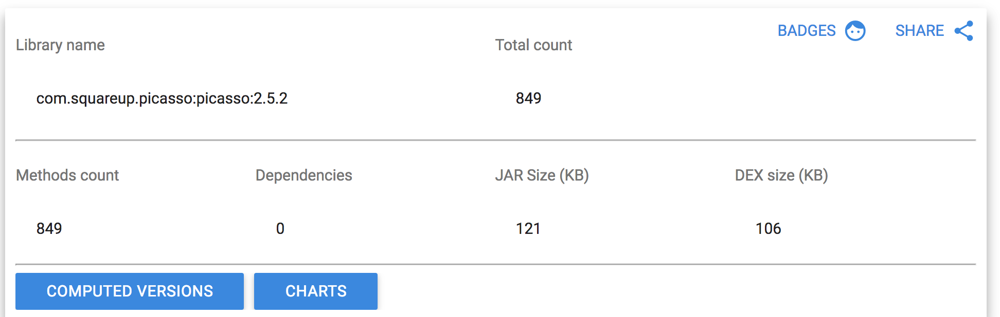 BADGES SHARE
Library name Total count
com.squareup.picasso:picasso:2.5.2 849
Methods count Dependencies JAR Size (KB) DEX size (KB)
849 0 121 106
COMPUTED VERSIONS CHARTS